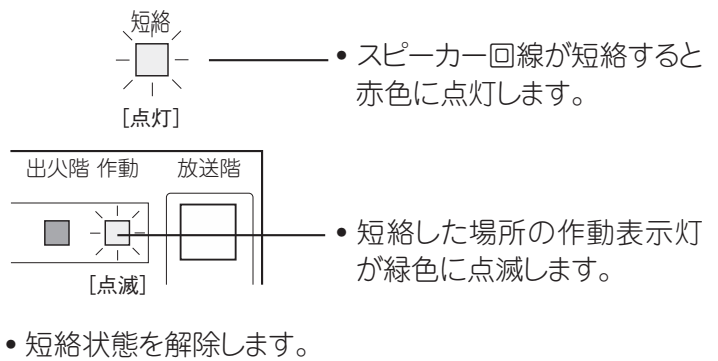 短絡
• スピーカー回線が短絡すると
赤色に点灯します。
[点灯]
出火階 作動 放送階
• 短絡した場所の作動表示灯
が緑色に点滅します。
[点滅]
• 短絡状態を解除します。